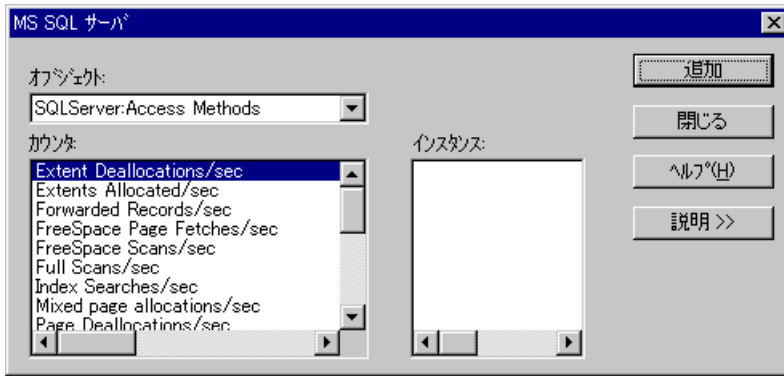 MS SQL サーバ
オブジェクト:
SQLServer:Access Methods
カウンタ:
Extent Deallocations/sec
Extents Allocated/sec
Forwarded Records/sec
FreeSpace Page Fetches/sec
FreeSpace Scans/sec
Full Scans/sec
Index Searches/sec
Mixed page allocations/sec
Page Deallocations/sec
インスタンス:
追加
閉じる
ヘルプ(H)
説明 >>